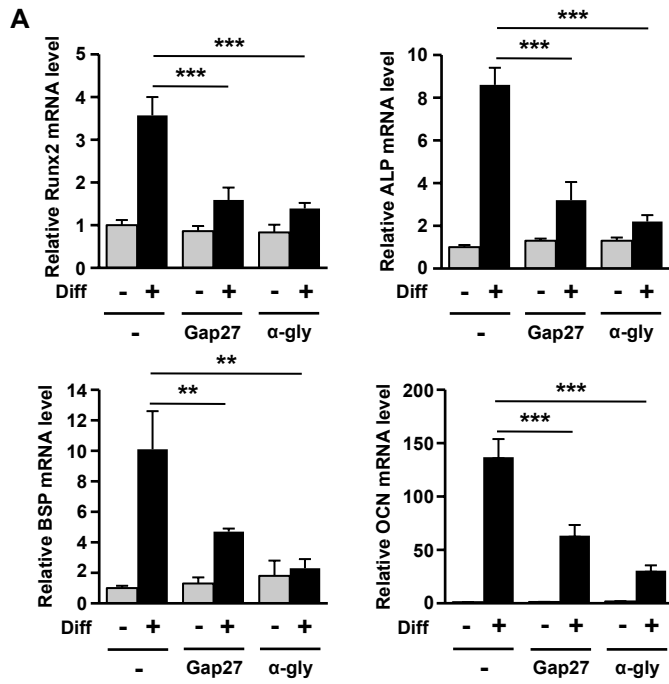 A
Relative Runx2 mRNA level
5
4
3
2
1
0
***
***
Diff - + - + - +
- Gap27 α-gly
Relative ALP mRNA level
10
8
6
4
2
0
***
***
Diff - + - + - +
- Gap27 α-gly
Relative BSP mRNA level
14
12
10
8
6
4
2
0
**
**
Diff - + - + - +
- Gap27 α-gly
Relative OCN mRNA level
200
150
100
50
0
***
***
Diff - + - + - +
- Gap27 α-gly